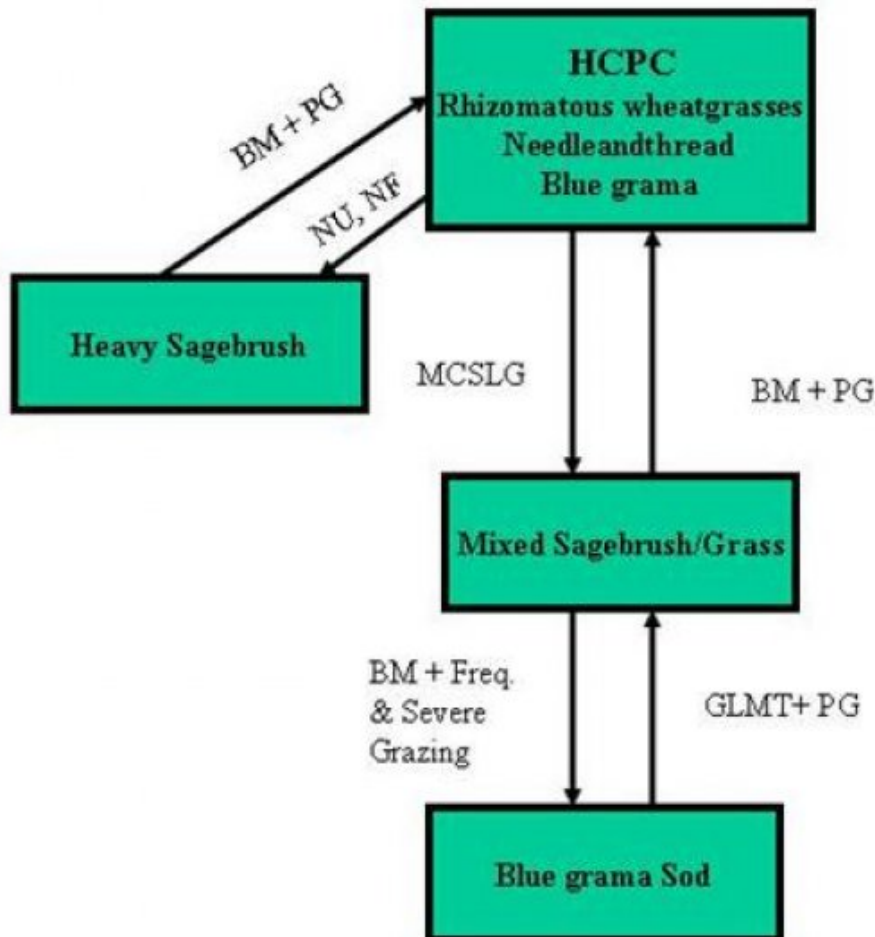 HCPC
Rhizomatous wheatgrasses
Needleandthread
Blue grama
BM + PG
NU, NF
Heavy Sagebrush
MCSLG
BM + PG
Mixed Sagebrush/Grass
BM + Freq.
& Severe
Grazing
GLMT+ PG
Blue grama Sod